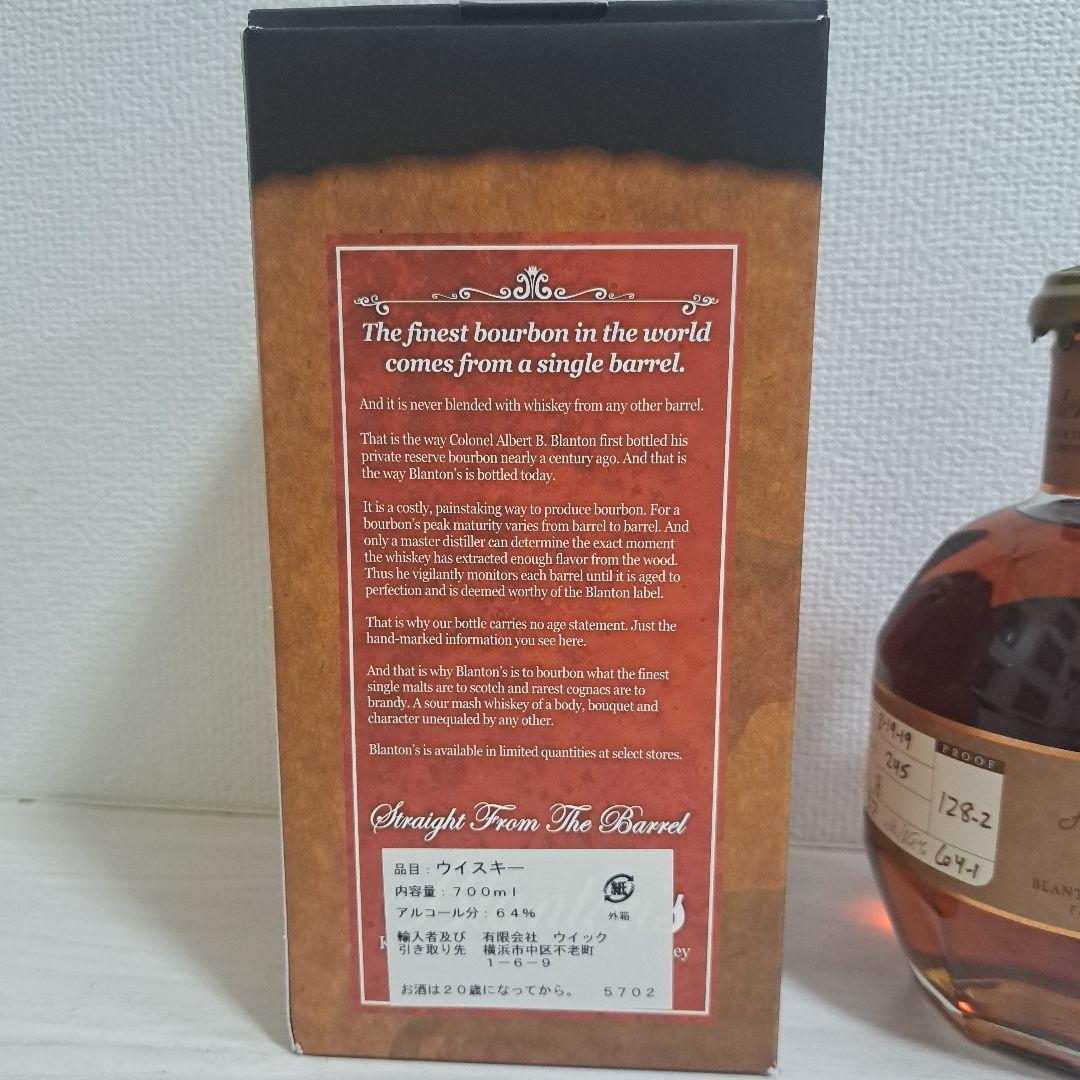 The finest bourbon in the world
comes from a single barrel.
And it is never blended with whiskey from any other barrel.
That is the way Colonel Albert B. Blanton first bottled his
private reserve bourbon nearly a century ago. And that is
the way Blanton's is bottled today.
It is a costly, painstaking way to produce bourbon. For a
bourbon's peak maturity varies from barrel to barrel. And
only a master distiller can determine the exact moment
the whiskey has extracted enough flavor from the wood.
Thus he vigilantly monitors each barrel until it is aged to
perfection and is deemed worthy of the Blanton label.
That is why our bottle carries no age statement. Just the
hand-marked information you see here.
And that is why Blanton's is to bourbon what the finest
single malts are to scotch and rarest cognacs are to
brandy. A sour mash whiskey of a body, bouquet and
character unequaled by any other.
Blanton's is available in limited quantities at select stores.
Straight From The Barrel
品目：ウイスキー
内容量：７００ｍｌ
アルコール分：６４％
紙
外箱
輸入者及び 有限会社 ウイック
引き取り先 横浜市中区不老町
１－６－９
お酒は２０歳になってから。 ５７０２
8-19-19
245
PROOF
128-2
64-1
BLANT